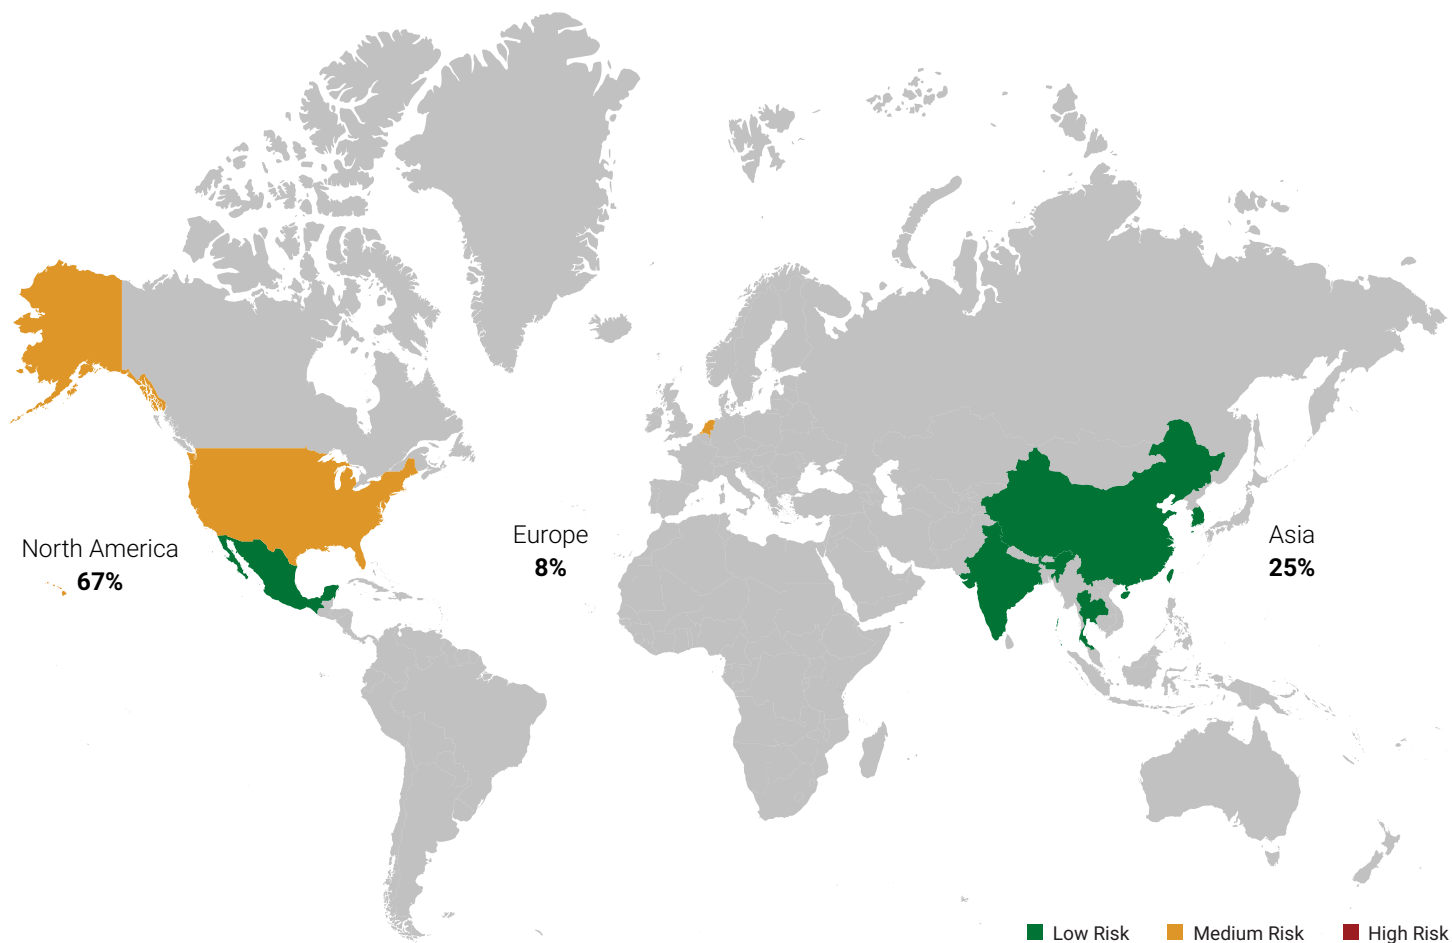 North America
67%
Europe
8%
Asia
25%
Low Risk
Medium Risk
High Risk